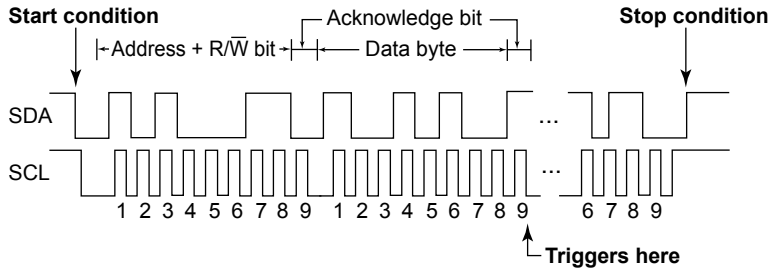 Start condition
Acknowledge bit
Stop condition
Address + R/W̅ bit
Data byte
SDA
...
SCL
...
1 2 3 4 5 6 7 8 9 1 2 3 4 5 6 7 8 9 6 7 8 9
Triggers here